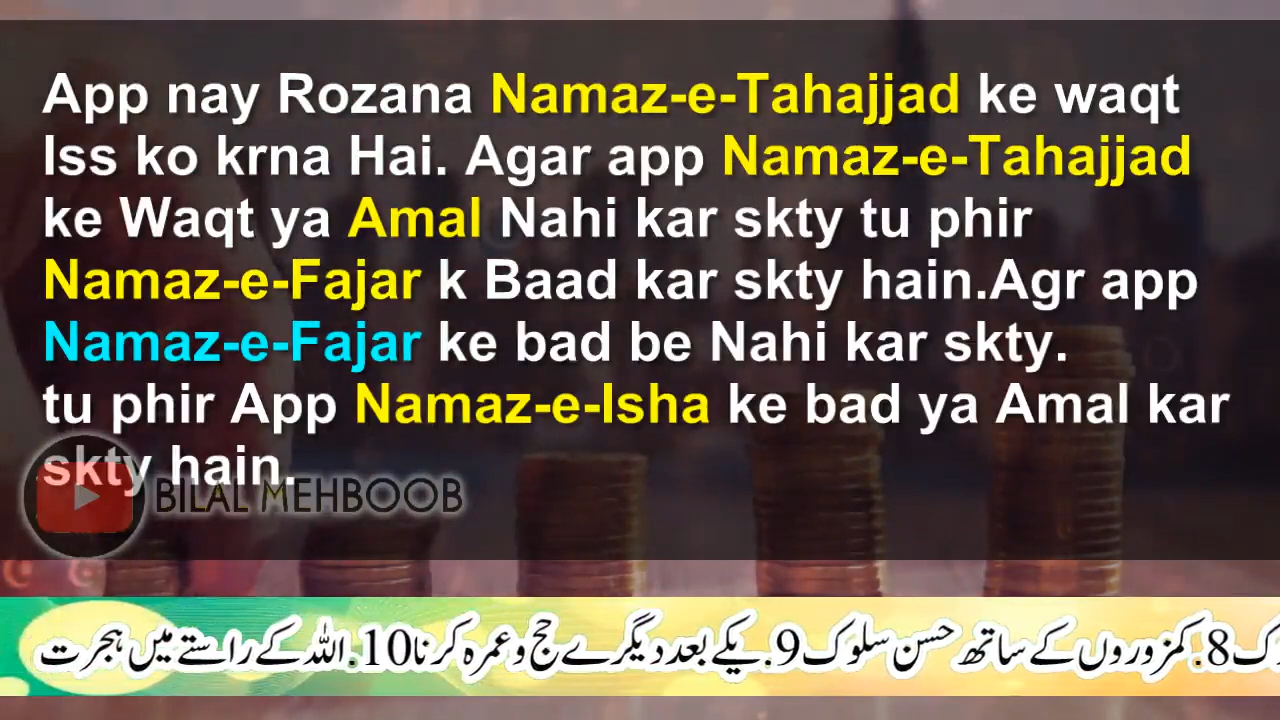 App nay Rozana Namaz-e-Tahajjad ke waqt
Iss ko krna Hai. Agar app Namaz-e-Tahajjad
ke Waqt ya Amal Nahi kar skty tu phir
Namaz-e-Fajar k Baad kar skty hain.Agr app
Namaz-e-Fajar ke bad be Nahi kar skty.
tu phir App Namaz-e-Isha ke bad ya Amal kar
skty hain.
BILAL MEHBOOB
8. کمزوروں کے ساتھ حسن سلوک 9. یکے بعد دیگرے حج و عمرہ کرنا 10. اللہ کے راستے میں ہجرت